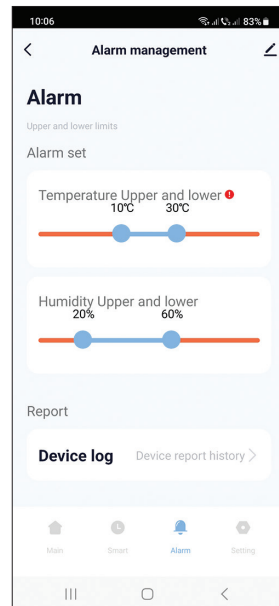 10:06
83%
Alarm management
Alarm
Upper and lower limits
Alarm set
Temperature Upper and lower
10℃ 30℃
Humidity Upper and lower
20% 60%
Report
Device log Device report history
Main Smart Alarm Setting